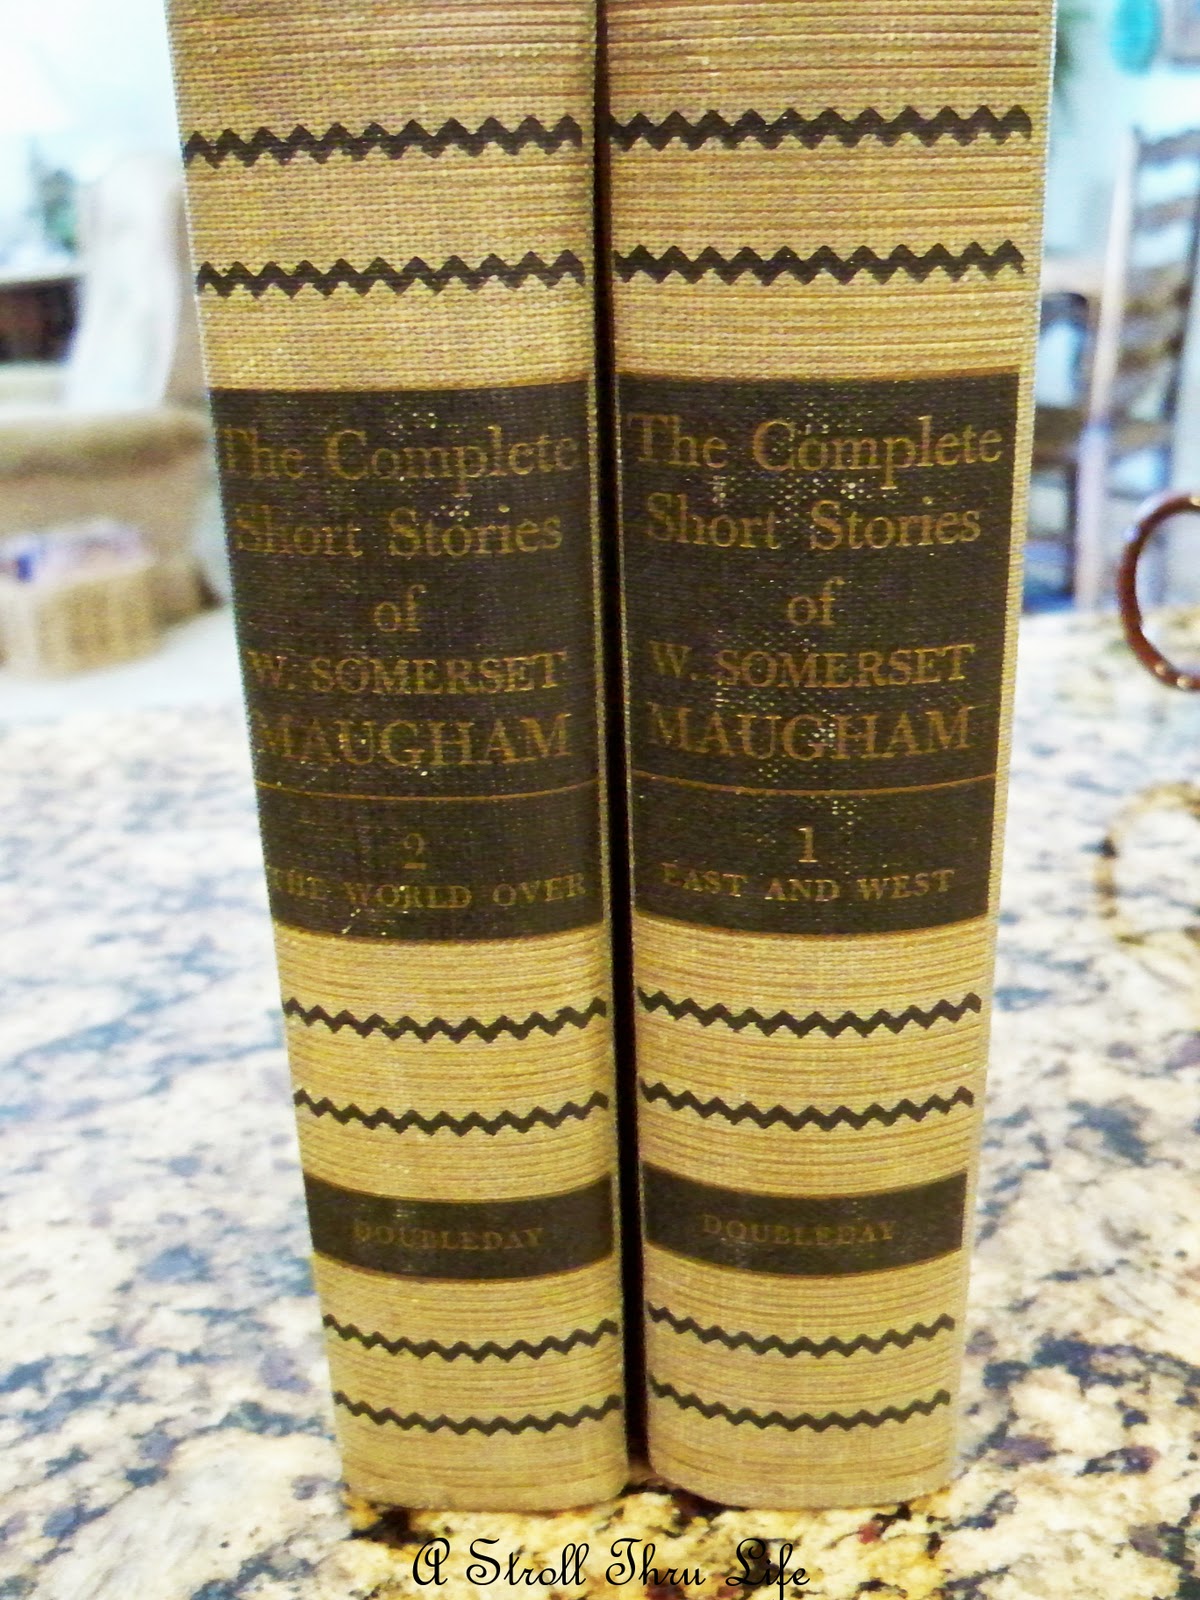 The Complete
Short Stories
of
W. SOMERSET
MAUGHAM
2
THE WORLD OVER
DOUBLEDAY
The Complete
Short Stories
of
W. SOMERSET
MAUGHAM
1
EAST AND WEST
DOUBLEDAY
A Stroll Thru Life